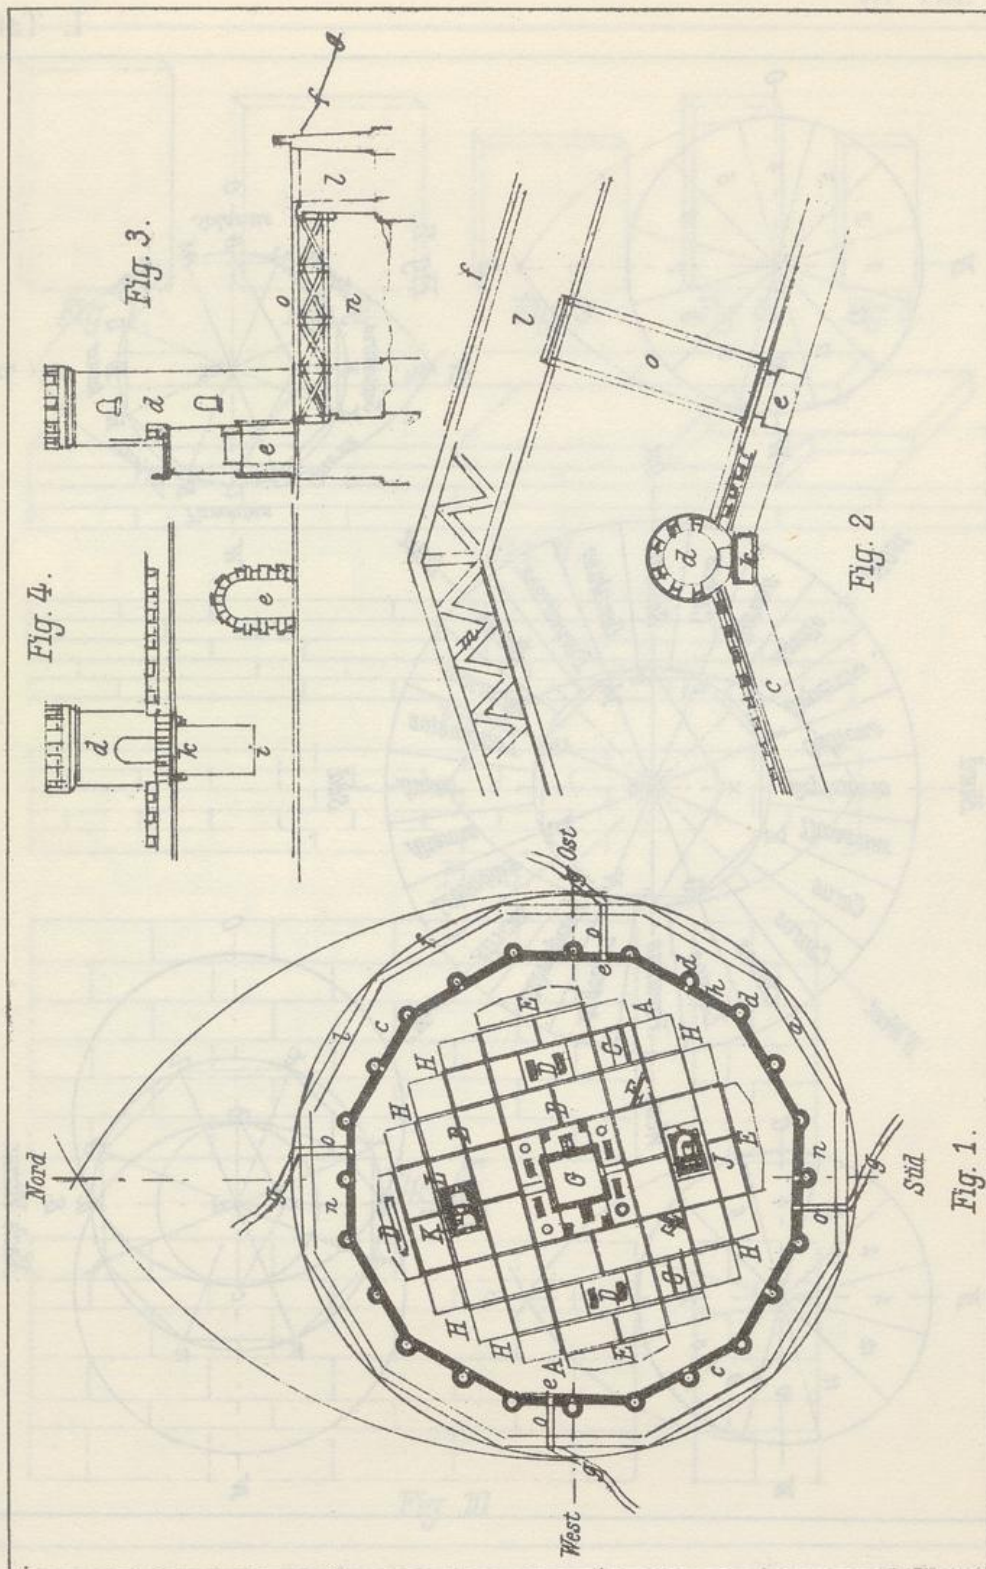 Fig. 4.
d
k
i
e
Fig. 3.
d
e
o
n
l
f
g
f
l
o
e
d
k
c
Fig. 2
Nord
West
Ost
Süd
g
o
n
l
c
f
H
H
H
H
H
D
K
L
B
E
D
D
B
G
C
A
F
H
J
E
H
C
D
E
A
e
o
g
g
o
e
d
h
d
a
c
n
o
g
Fig. 1.